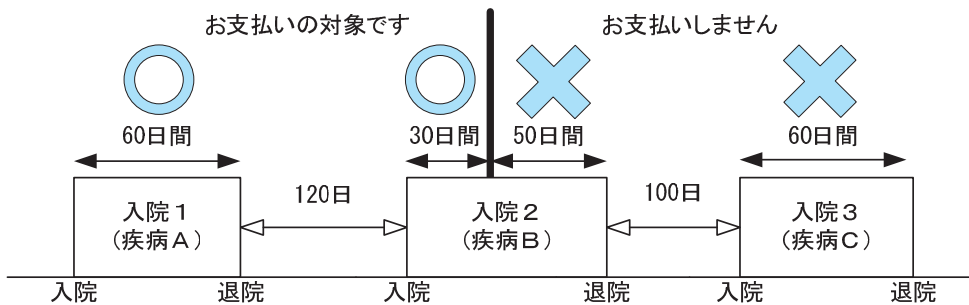 お支払いの対象です
お支払いしません
60日間
30日間
50日間
60日間
120日
100日
入院1
(疾病A)
入院2
(疾病B)
入院3
(疾病C)
入院
退院
入院
退院
入院
退院